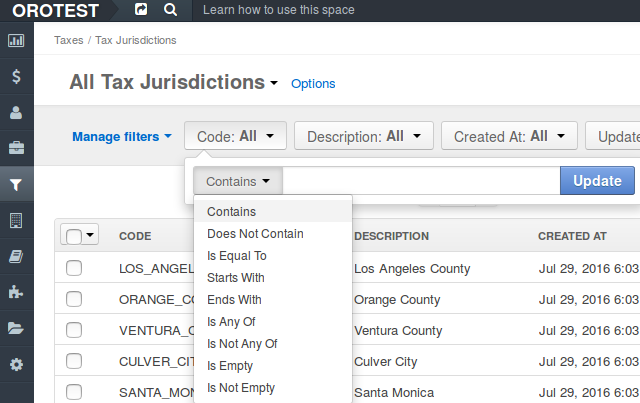 OROTEST
Learn how to use this space
Taxes / Tax Jurisdictions
All Tax Jurisdictions Options
Manage filters Code: All Description: All Created At: All Update
Contains Update
Contains
Does Not Contain
Is Equal To
Starts With
Ends With
Is Any Of
Is Not Any Of
Is Empty
Is Not Empty
CODE DESCRIPTION CREATED AT
LOS_ANGEL Los Angeles County Jul 29, 2016 6:03
ORANGE_CO Orange County Jul 29, 2016 6:03
VENTURA_C Ventura County Jul 29, 2016 6:03
CULVER_CIT Culver City Jul 29, 2016 6:03
SANTA_MON Santa Monica Jul 29, 2016 6:03